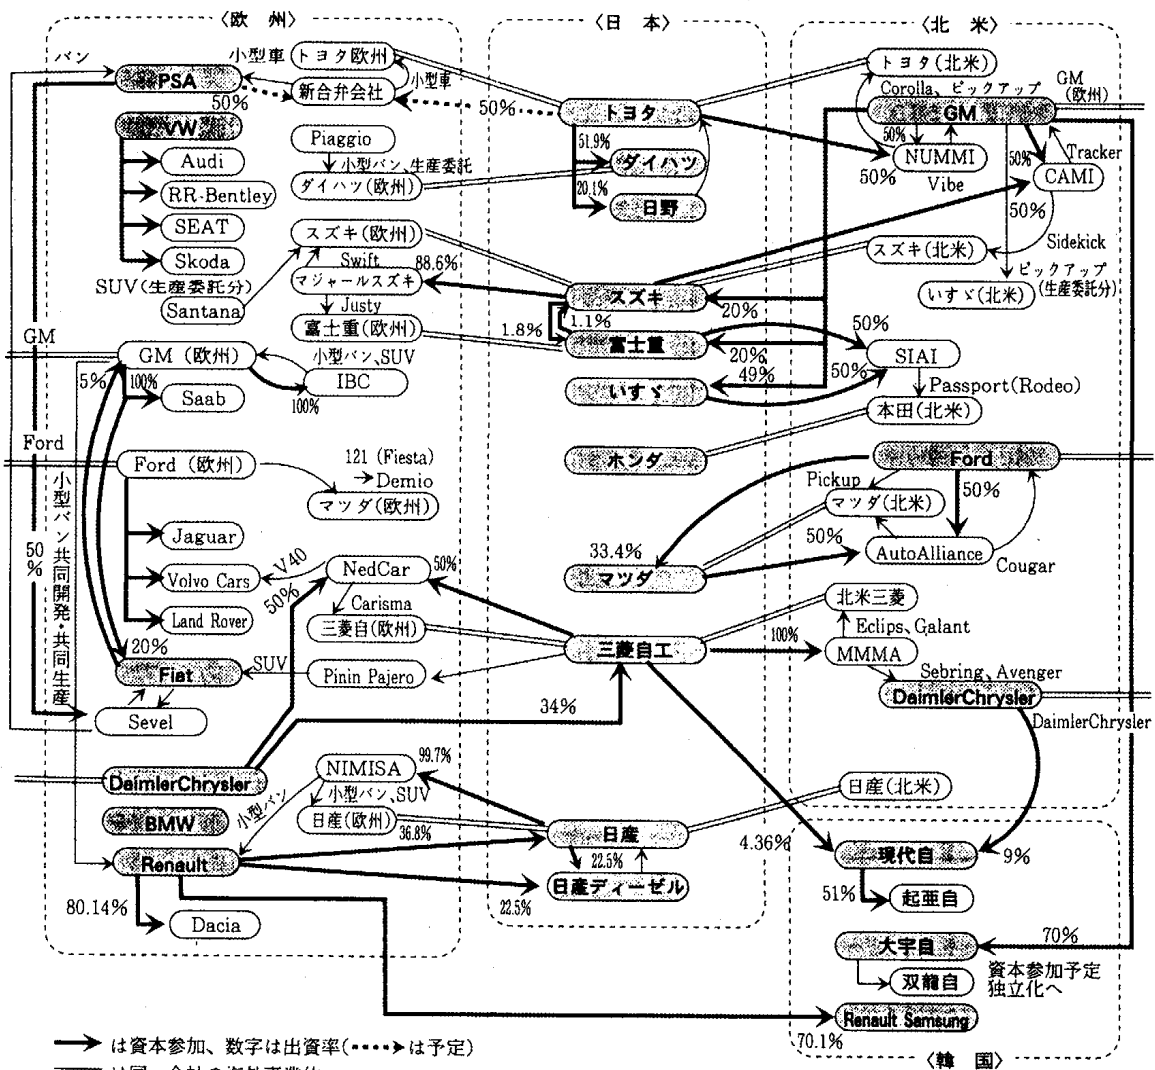 〈欧 州〉
〈日 本〉
〈北 米〉
バン
小型車
トヨタ欧州
PSA
新合弁会社
小型車
50%
50%
VW
Piaggio
小型バン、生産委託
Audi
ダイハツ(欧州)
RR-Bentley
SEAT
スズキ(欧州)
Skoda
Swift
88.6%
SUV(生産委託分)
マジャールスズキ
Santana
Justy
富士重(欧州)
GM
GM (欧州)
小型バン、SUV
5%
100%
IBC
100%
Saab
Ford
Ford (欧州)
121 (Fiesta)
Demio
マツダ(欧州)
小型バン共同開発・共同生産
50
%
Jaguar
V40
NedCar
50%
Volvo Cars
50%
Carisma
Land Rover
三菱自(欧州)
20%
Fiat
SUV
Pinin Pajero
Sevel
34%
DaimlerChrysler
NIMISA
99.7%
小型バン、SUV
BMW
小型バン
日産(欧州)
36.8%
Renault
22.5%
80.14%
Dacia
トヨタ
51.9%
ダイハツ
20.1%
日野
スズキ
1.8%
1.1%
富士重
いすゞ
ホンダ
33.4%
マツダ
三菱自工
日産
22.5%
日産ディーゼル
トヨタ(北米)
GM
(欧州)
Corolla、ピックアップ
GM
50%
NUMMI
50%
Vibe
50%
Tracker
CAMI
50%
Sidekick
スズキ(北米)
ピックアップ
(生産委託分)
いすゞ(北米)
20%
50%
20%
SIAI
49%
50%
Passport(Rodeo)
本田(北米)
Ford
Pickup
50%
マツダ(北米)
50%
AutoAlliance
Cougar
北米三菱
100%
Eclips、Galant
MMMA
Sebring、Avenger
DaimlerChrysler
DaimlerChrysler
日産(北米)
4.36%
現代自
9%
51%
起亜自
大宇自
70%
資本参加予定
独立化へ
双龍自
Renault Samsung
70.1%
〈韓 国〉
は資本参加、数字は出資率(は予定)